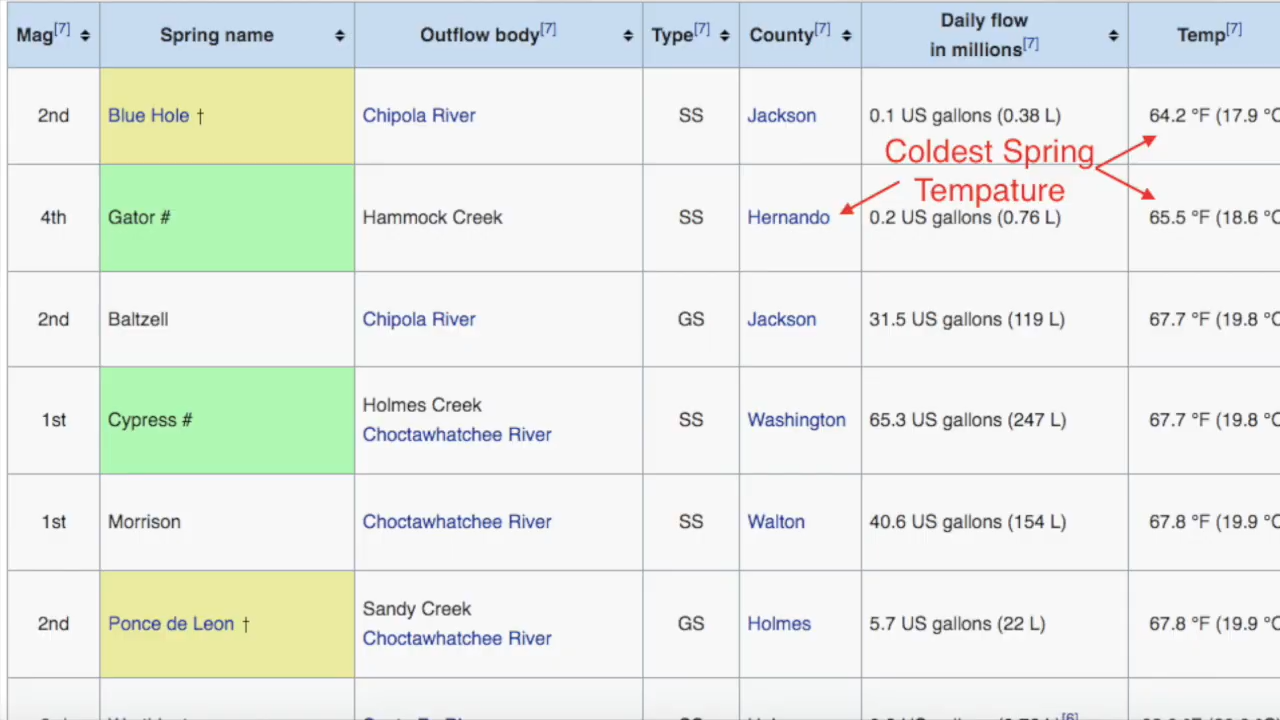 Mag[7] Spring name Outflow body[7] Type[7] County[7] Daily flow in millions[7] Temp[7]
2nd Blue Hole † Chipola River SS Jackson 0.1 US gallons (0.38 L) 64.2 °F (17.9 °C
Coldest Spring
Tempature
4th Gator # Hammock Creek SS Hernando 0.2 US gallons (0.76 L) 65.5 °F (18.6 °C
2nd Baltzell Chipola River GS Jackson 31.5 US gallons (119 L) 67.7 °F (19.8 °C
1st Cypress # Holmes Creek Choctawhatchee River SS Washington 65.3 US gallons (247 L) 67.7 °F (19.8 °C
1st Morrison Choctawhatchee River SS Walton 40.6 US gallons (154 L) 67.8 °F (19.9 °C
2nd Ponce de Leon † Sandy Creek Choctawhatchee River GS Holmes 5.7 US gallons (22 L) 67.8 °F (19.9 °C